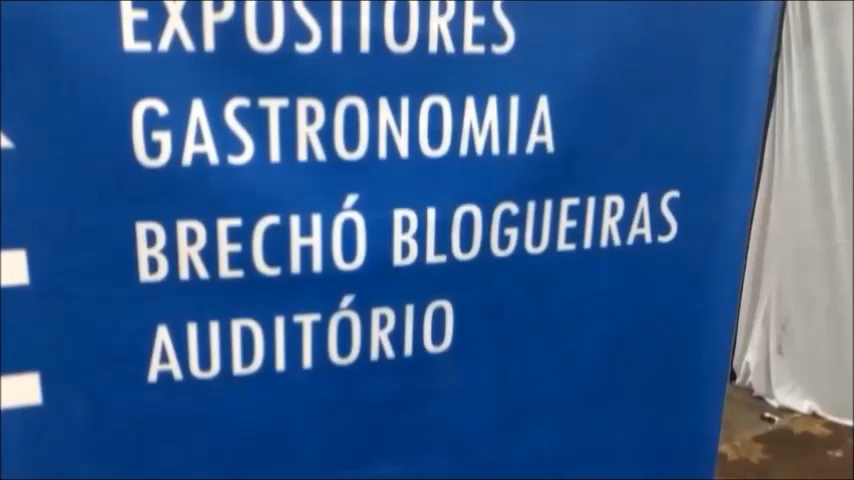 EXPOSITORES
GASTRONOMIA
BRECHÓ BLOGUEIRAS
AUDITÓRIO